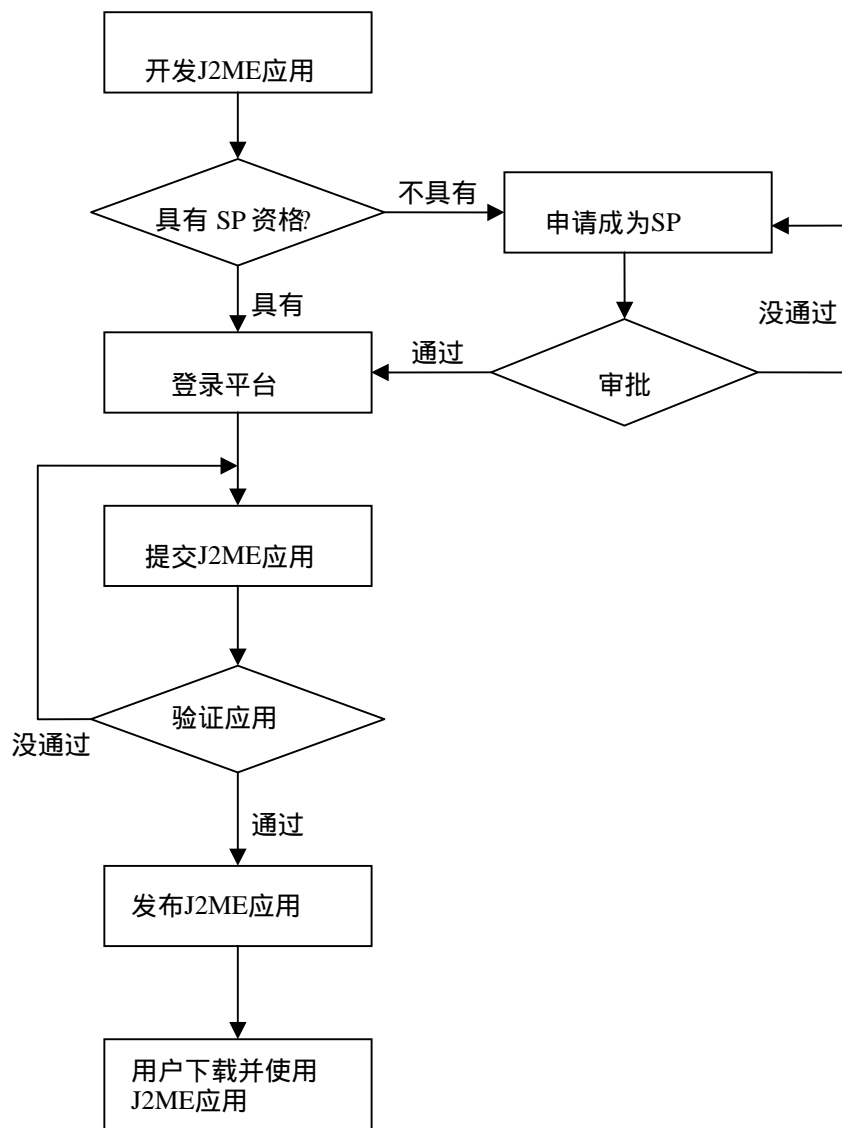 开发J2ME应用
具有 SP 资格?
不具有
申请成为SP
具有
没通过
登录平台
通过
审批
提交J2ME应用
验证应用
没通过
通过
发布J2ME应用
用户下载并使用
J2ME应用